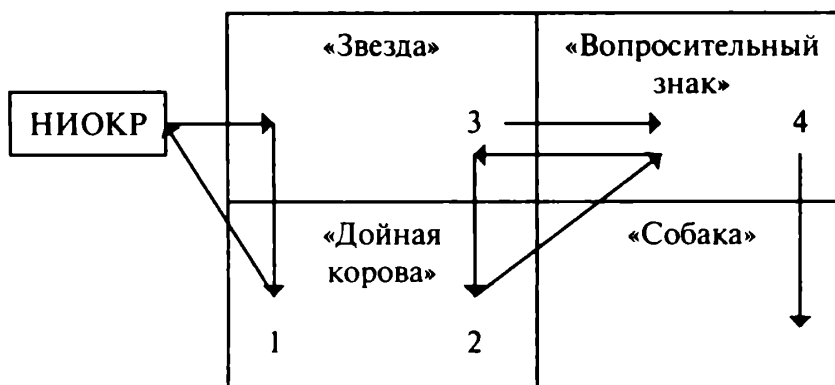 «Звезда»
«Вопросительный
знак»
НИОКР
3
4
«Дойная
корова»
«Собака»
1
2